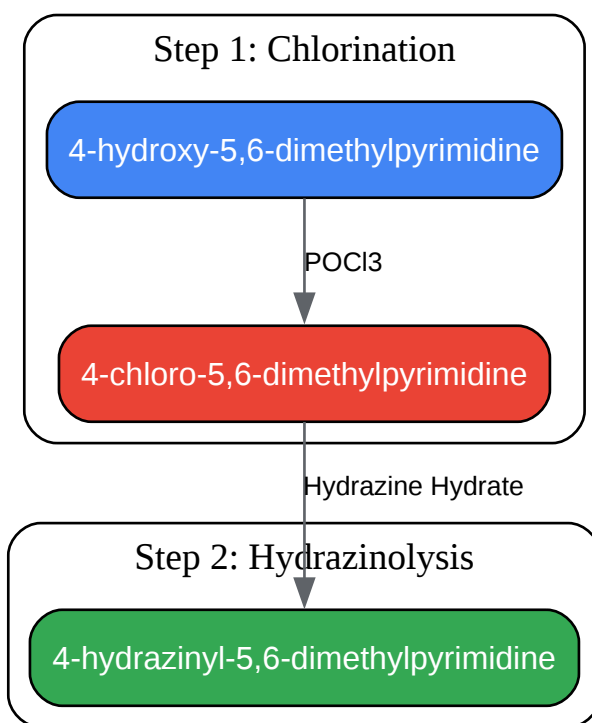 Step 1: Chlorination
4-hydroxy-5,6-dimethylpyrimidine
POCl3
4-chloro-5,6-dimethylpyrimidine
Hydrazine Hydrate
Step 2: Hydrazinolysis
4-hydrazinyl-5,6-dimethylpyrimidine